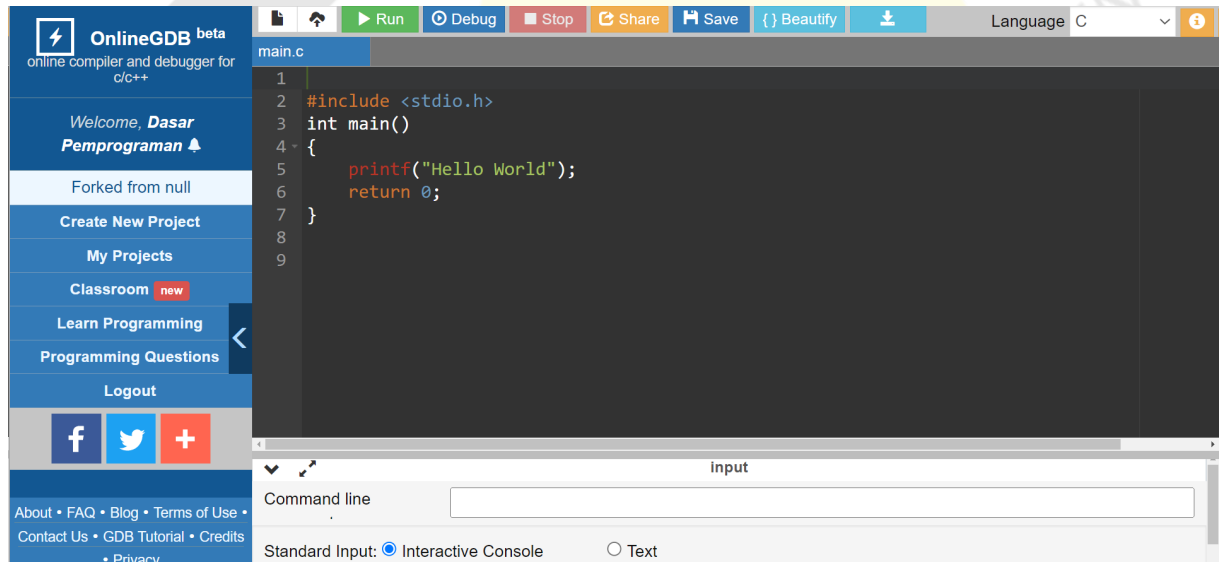 OnlineGDB beta
online compiler and debugger for
c/c++
Welcome, Dasar
Pemprograman
Forked from null
Create New Project
My Projects
Classroom new
Learn Programming
Programming Questions
Logout
About • FAQ • Blog • Terms of Use •
Contact Us • GDB Tutorial • Credits
• Privacy
Run Debug Stop Share Save { } Beautify Language C
main.c
1
2 #include <stdio.h>
3 int main()
4 {
5 printf("Hello World");
6 return 0;
7 }
8
9
input
Command line
Standard Input: Interactive Console Text